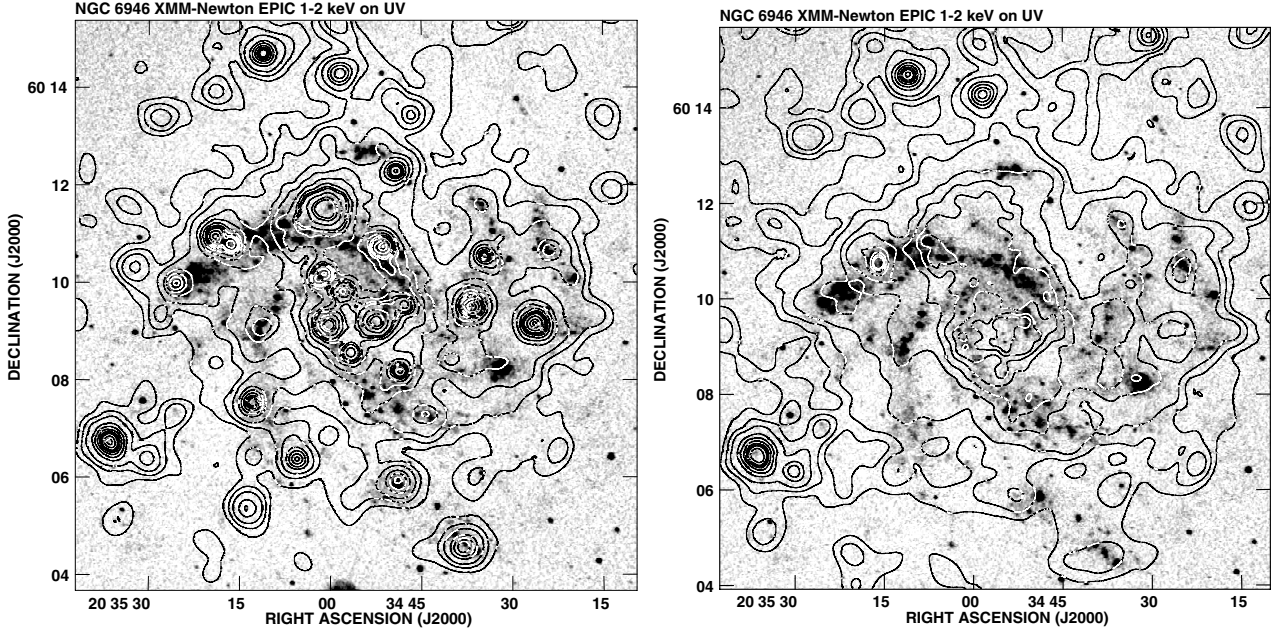 NGC 6946 XMM-Newton EPIC 1-2 keV on UV
DECLINATION (J2000)
60 14
12
10
08
06
04
20 35 30
15
00
34 45
30
15
RIGHT ASCENSION (J2000)
NGC 6946 XMM-Newton EPIC 1-2 keV on UV
DECLINATION (J2000)
60 14
12
10
08
06
04
20 35 30
15
00
34 45
30
15
RIGHT ASCENSION (J2000)